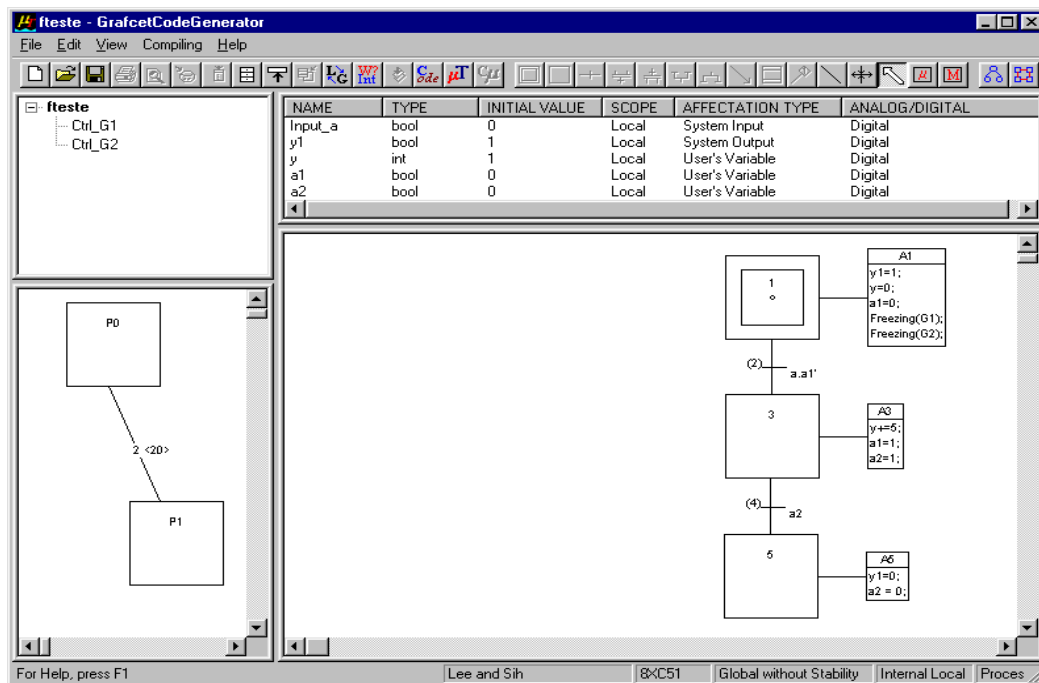 fteste - GrafcetCodeGenerator
File Edit View Compiling Help
fteste
Ctrl_G1
Ctrl_G2
NAME TYPE INITIAL VALUE SCOPE AFFECTATION TYPE ANALOG/DIGITAL
Input_a bool 0 Local System Input Digital
y1 bool 1 Local System Output Digital
y int 1 Local User's Variable Digital
a1 bool 0 Local User's Variable Digital
a2 bool 0 Local User's Variable Digital
P0
2 <20>
P1
1
A1
y1=1;
y=0;
a1=0;
Freezing(G1);
Freezing(G2);
(2) a.a1'
3
A3
y+=5;
a1=1;
a2=1;
(4) a2
5
A5
y1=0;
a2 = 0;
For Help, press F1 Lee and Sih 8XC51 Global without Stability Internal Local Proces